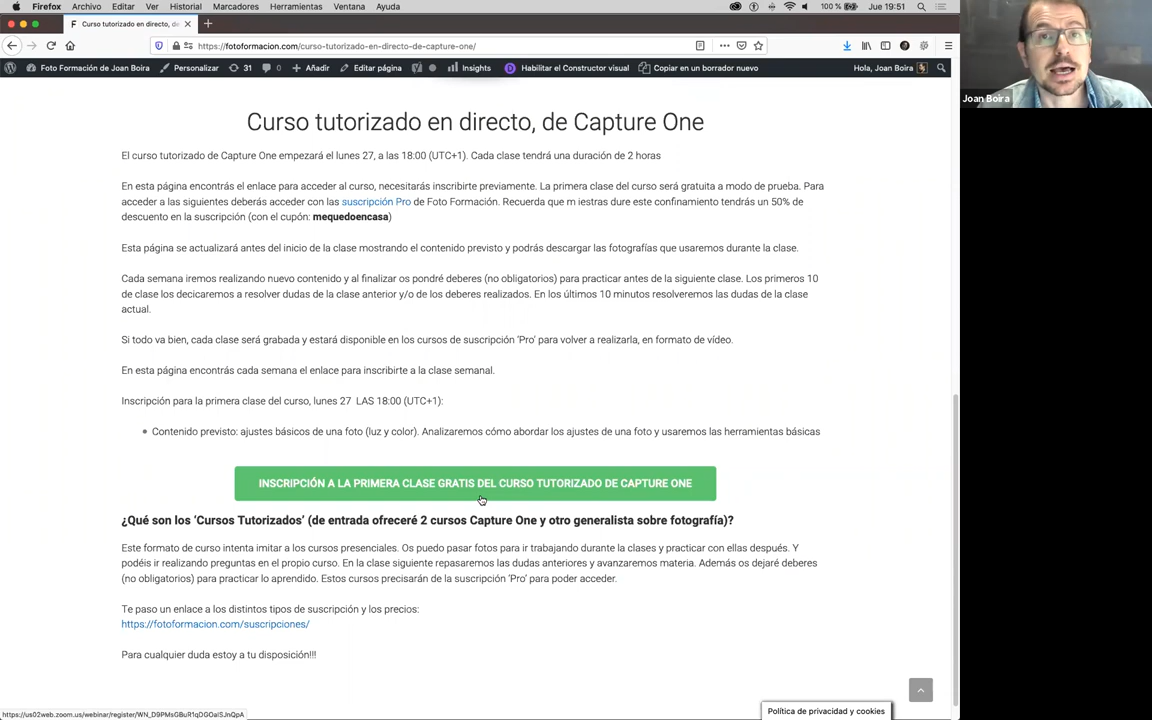 Firefox Archivo Editar Ver Historial Marcadores Herramientas Ventana Ayuda 100 % Jue 19:51
F Curso tutorizado en directo, de
https://fotoformacion.com/curso-tutorizado-en-directo-de-capture-one/
Foto Formación de Joan Boira Personalizar 31 0 Añadir Editar página Insights D Habilitar el Constructor visual Copiar en un borrador nuevo Hola, Joan Boira
Joan Boira
Curso tutorizado en directo, de Capture One
El curso tutorizado de Capture One empezará el lunes 27, a las 18:00 (UTC+1). Cada clase tendrá una duración de 2 horas
En esta página encontrás el enlace para acceder al curso, necesitarás inscribirte previamente. La primera clase del curso será gratuita a modo de prueba. Para
acceder a las siguientes deberás acceder con las suscripción Pro de Foto Formación. Recuerda que m iestras dure este confinamiento tendrás un 50% de
descuento en la suscripción (con el cupón: mequedoencasa)
Esta página se actualizará antes del inicio de la clase mostrando el contenido previsto y podrás descargar las fotografías que usaremos durante la clase.
Cada semana iremos realizando nuevo contenido y al finalizar os pondré deberes (no obligatorios) para practicar antes de la siguiente clase. Los primeros 10
de clase los decicaremos a resolver dudas de la clase anterior y/o de los deberes realizados. En los últimos 10 minutos resolveremos las dudas de la clase
actual.
Si todo va bien, cada clase será grabada y estará disponible en los cursos de suscripción ‘Pro’ para volver a realizarla, en formato de vídeo.
En esta página encontrás cada semana el enlace para inscribirte a la clase semanal.
Inscripción para la primera clase del curso, lunes 27 LAS 18:00 (UTC+1):
• Contenido previsto: ajustes básicos de una foto (luz y color). Analizaremos cómo abordar los ajustes de una foto y usaremos las herramientas básicas
INSCRIPCIÓN A LA PRIMERA CLASE GRATIS DEL CURSO TUTORIZADO DE CAPTURE ONE
¿Qué son los ‘Cursos Tutorizados’ (de entrada ofreceré 2 cursos Capture One y otro generalista sobre fotografía)?
Este formato de curso intenta imitar a los cursos presenciales. Os puedo pasar fotos para ir trabajando durante la clases y practicar con ellas después. Y
podéis ir realizando preguntas en el propio curso. En la clase siguiente repasaremos las dudas anteriores y avanzaremos materia. Además os dejaré deberes
(no obligatorios) para practicar lo aprendido. Estos cursos precisarán de la suscripción ‘Pro’ para poder acceder.
Te paso un enlace a los distintos tipos de suscripción y los precios:
https://fotoformacion.com/suscripciones/
Para cualquier duda estoy a tu disposición!!!
Política de privacidad y cookies